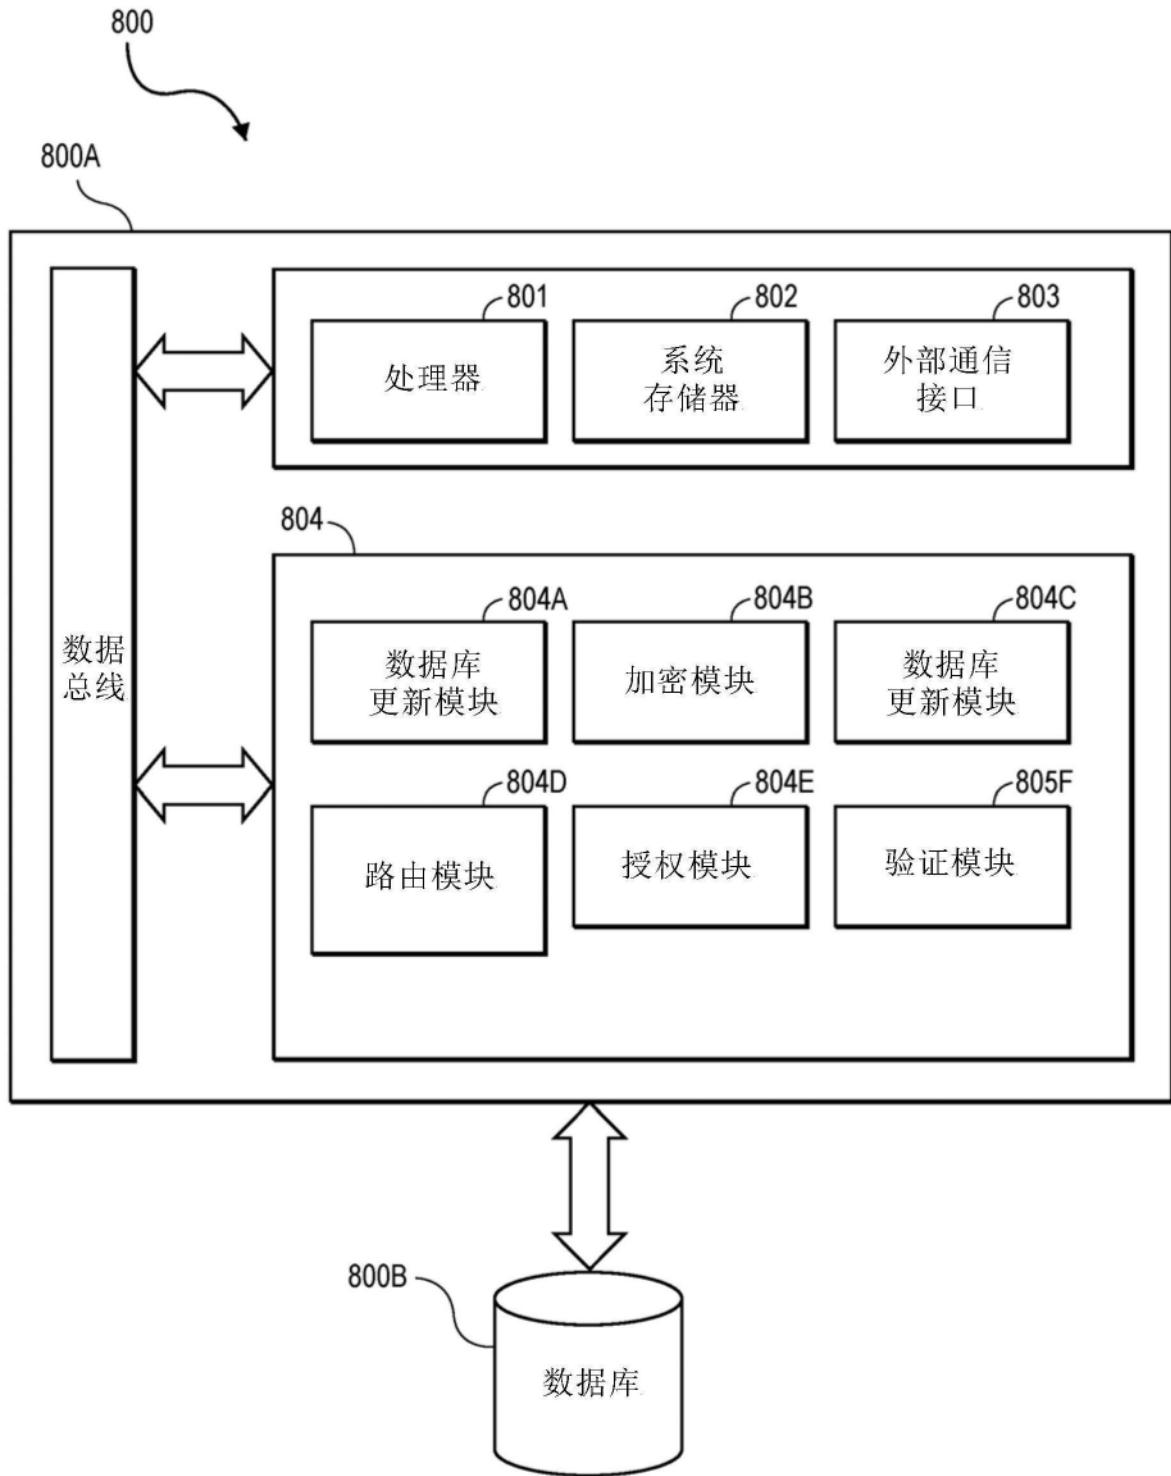 800
800A
801
802
803
处理器
系统
存储器
外部通信
接口
804
804A
804B
804C
数据库
更新模块
加密模块
数据库
更新模块
数据
总线
804D
804E
805F
路由模块
授权模块
验证模块
800B
数据库